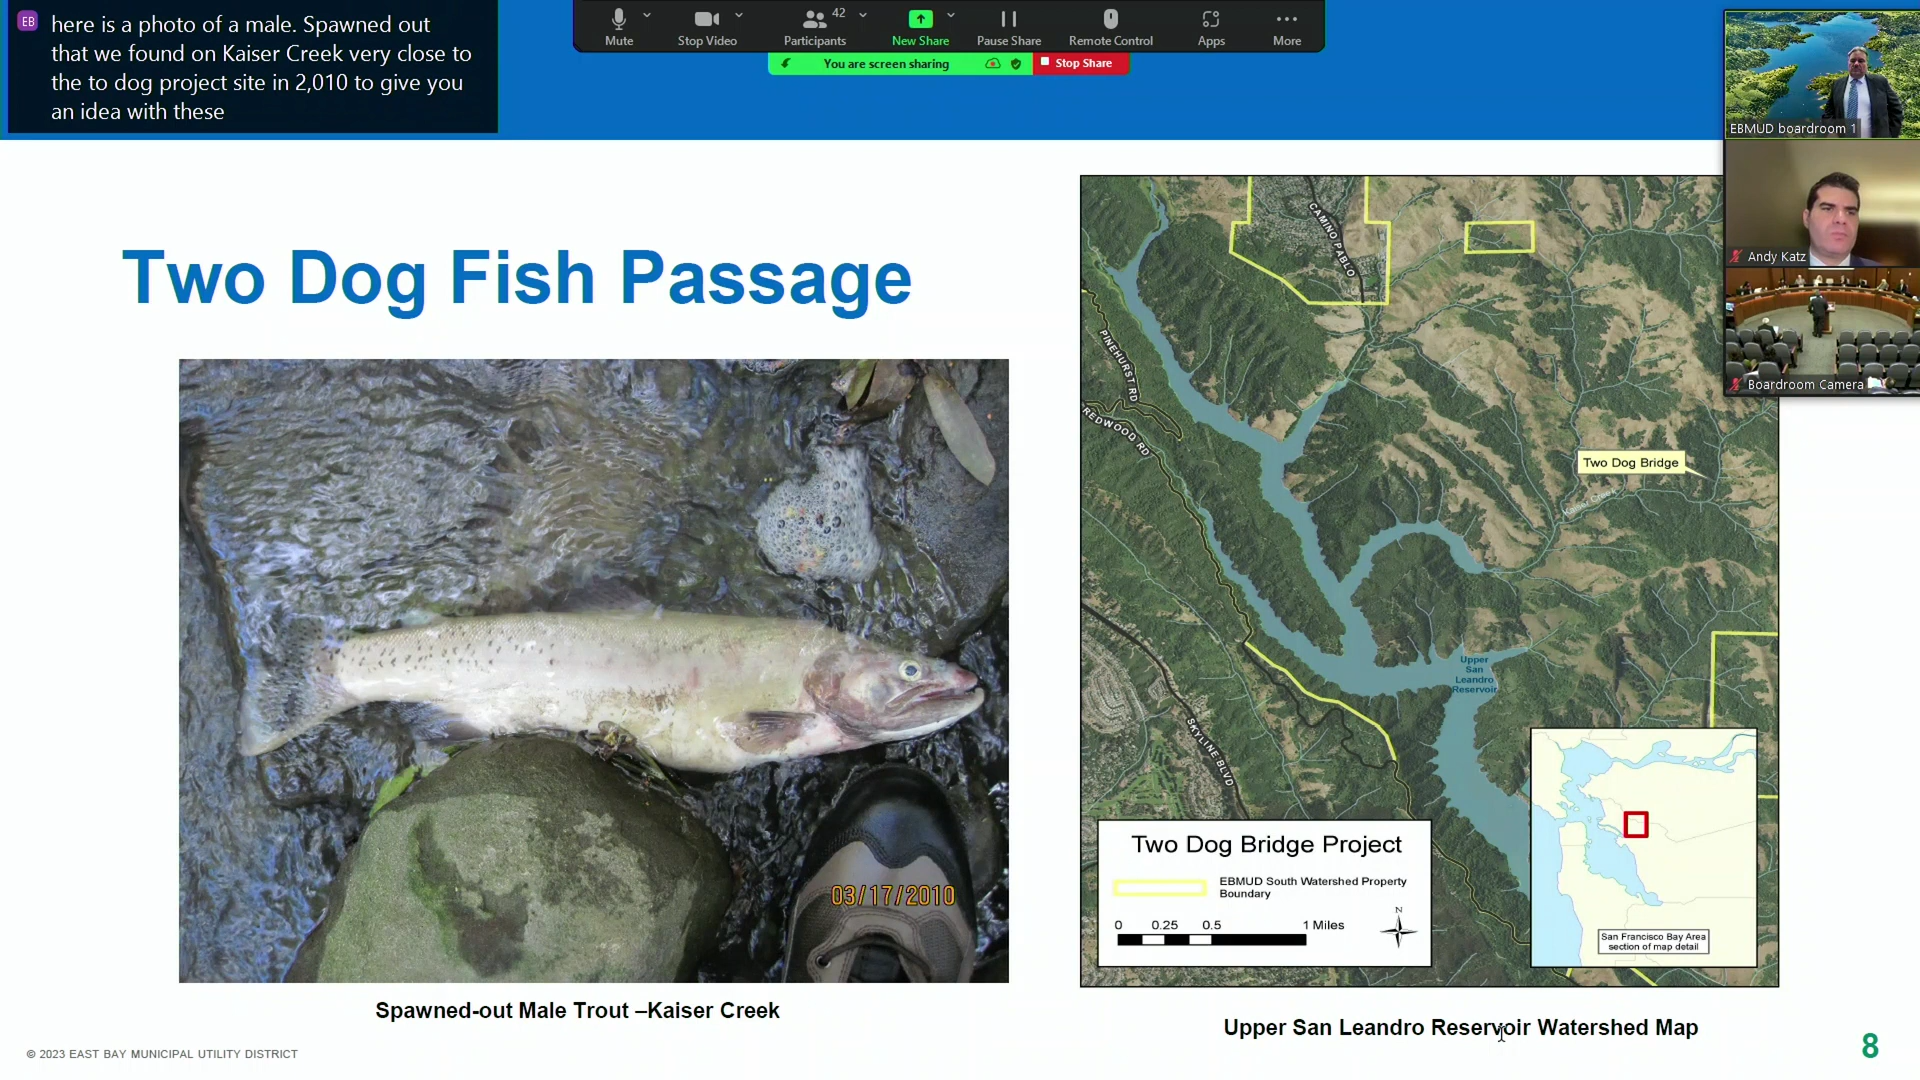 EB
here is a photo of a male. Spawned out
that we found on Kaiser Creek very close to
the to dog project site in 2,010 to give you
an idea with these
Mute
Stop Video
42
Participants
New Share
Pause Share
Remote Control
Apps
More
You are screen sharing
Stop Share
EBMUD boardroom 1
Andy Katz
Boardroom Camera
Two Dog Fish Passage
03/17/2010
Spawned-out Male Trout –Kaiser Creek
CAMINO PABLO
PINEHURST RD
REDWOOD RD
Two Dog Bridge
Kaiser Creek
Upper
San
Leandro
Reservoir
SKYLINE BLVD
Two Dog Bridge Project
EBMUD South Watershed Property
Boundary
0 0.25 0.5 1 Miles
N
San Francisco Bay Area
section of map detail
Upper San Leandro Reservoir Watershed Map
© 2023 EAST BAY MUNICIPAL UTILITY DISTRICT
8